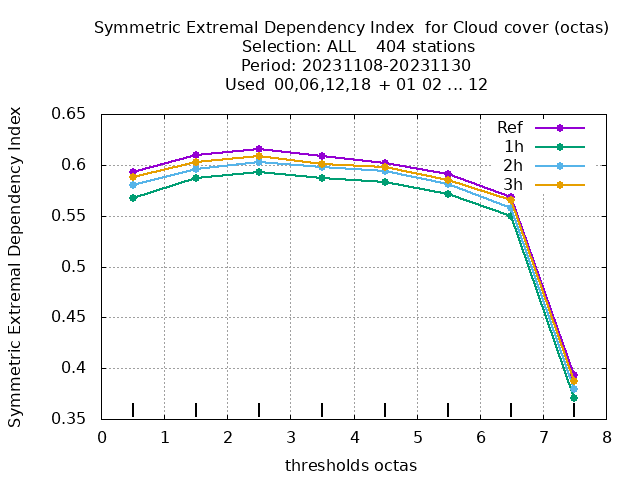 Symmetric Extremal Dependency Index  for Cloud cover (octas)
Selection: ALL    404 stations
Period: 20231108-20231130
Used  00,06,12,18  + 01 02 ... 12
Symmetric Extremal Dependency Index
0.65
0.6
0.55
0.5
0.45
0.4
0.35
Ref
1h
2h
3h
0 1 2 3 4 5 6 7 8
thresholds octas